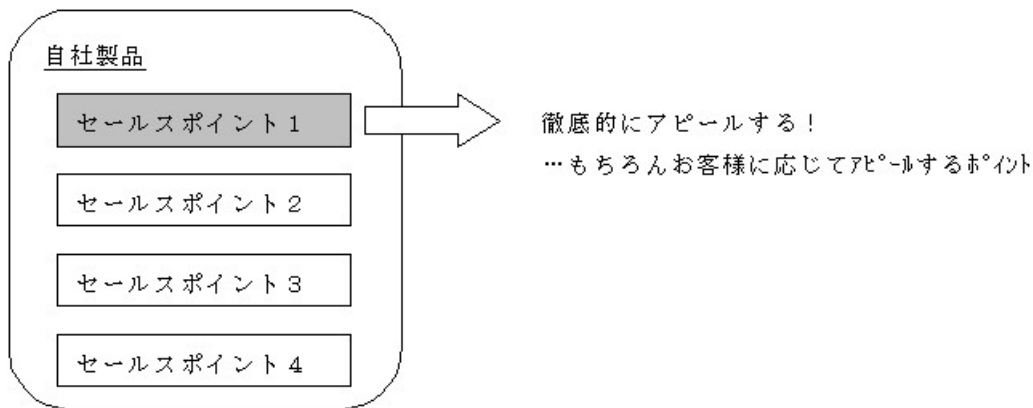 自社製品
セールスポイント１
徹底的にアピールする！
…もちろんお客様に応じてｱﾋﾟｰﾙするﾎﾟｲﾝﾄ
セールスポイント２
セールスポイント３
セールスポイント４